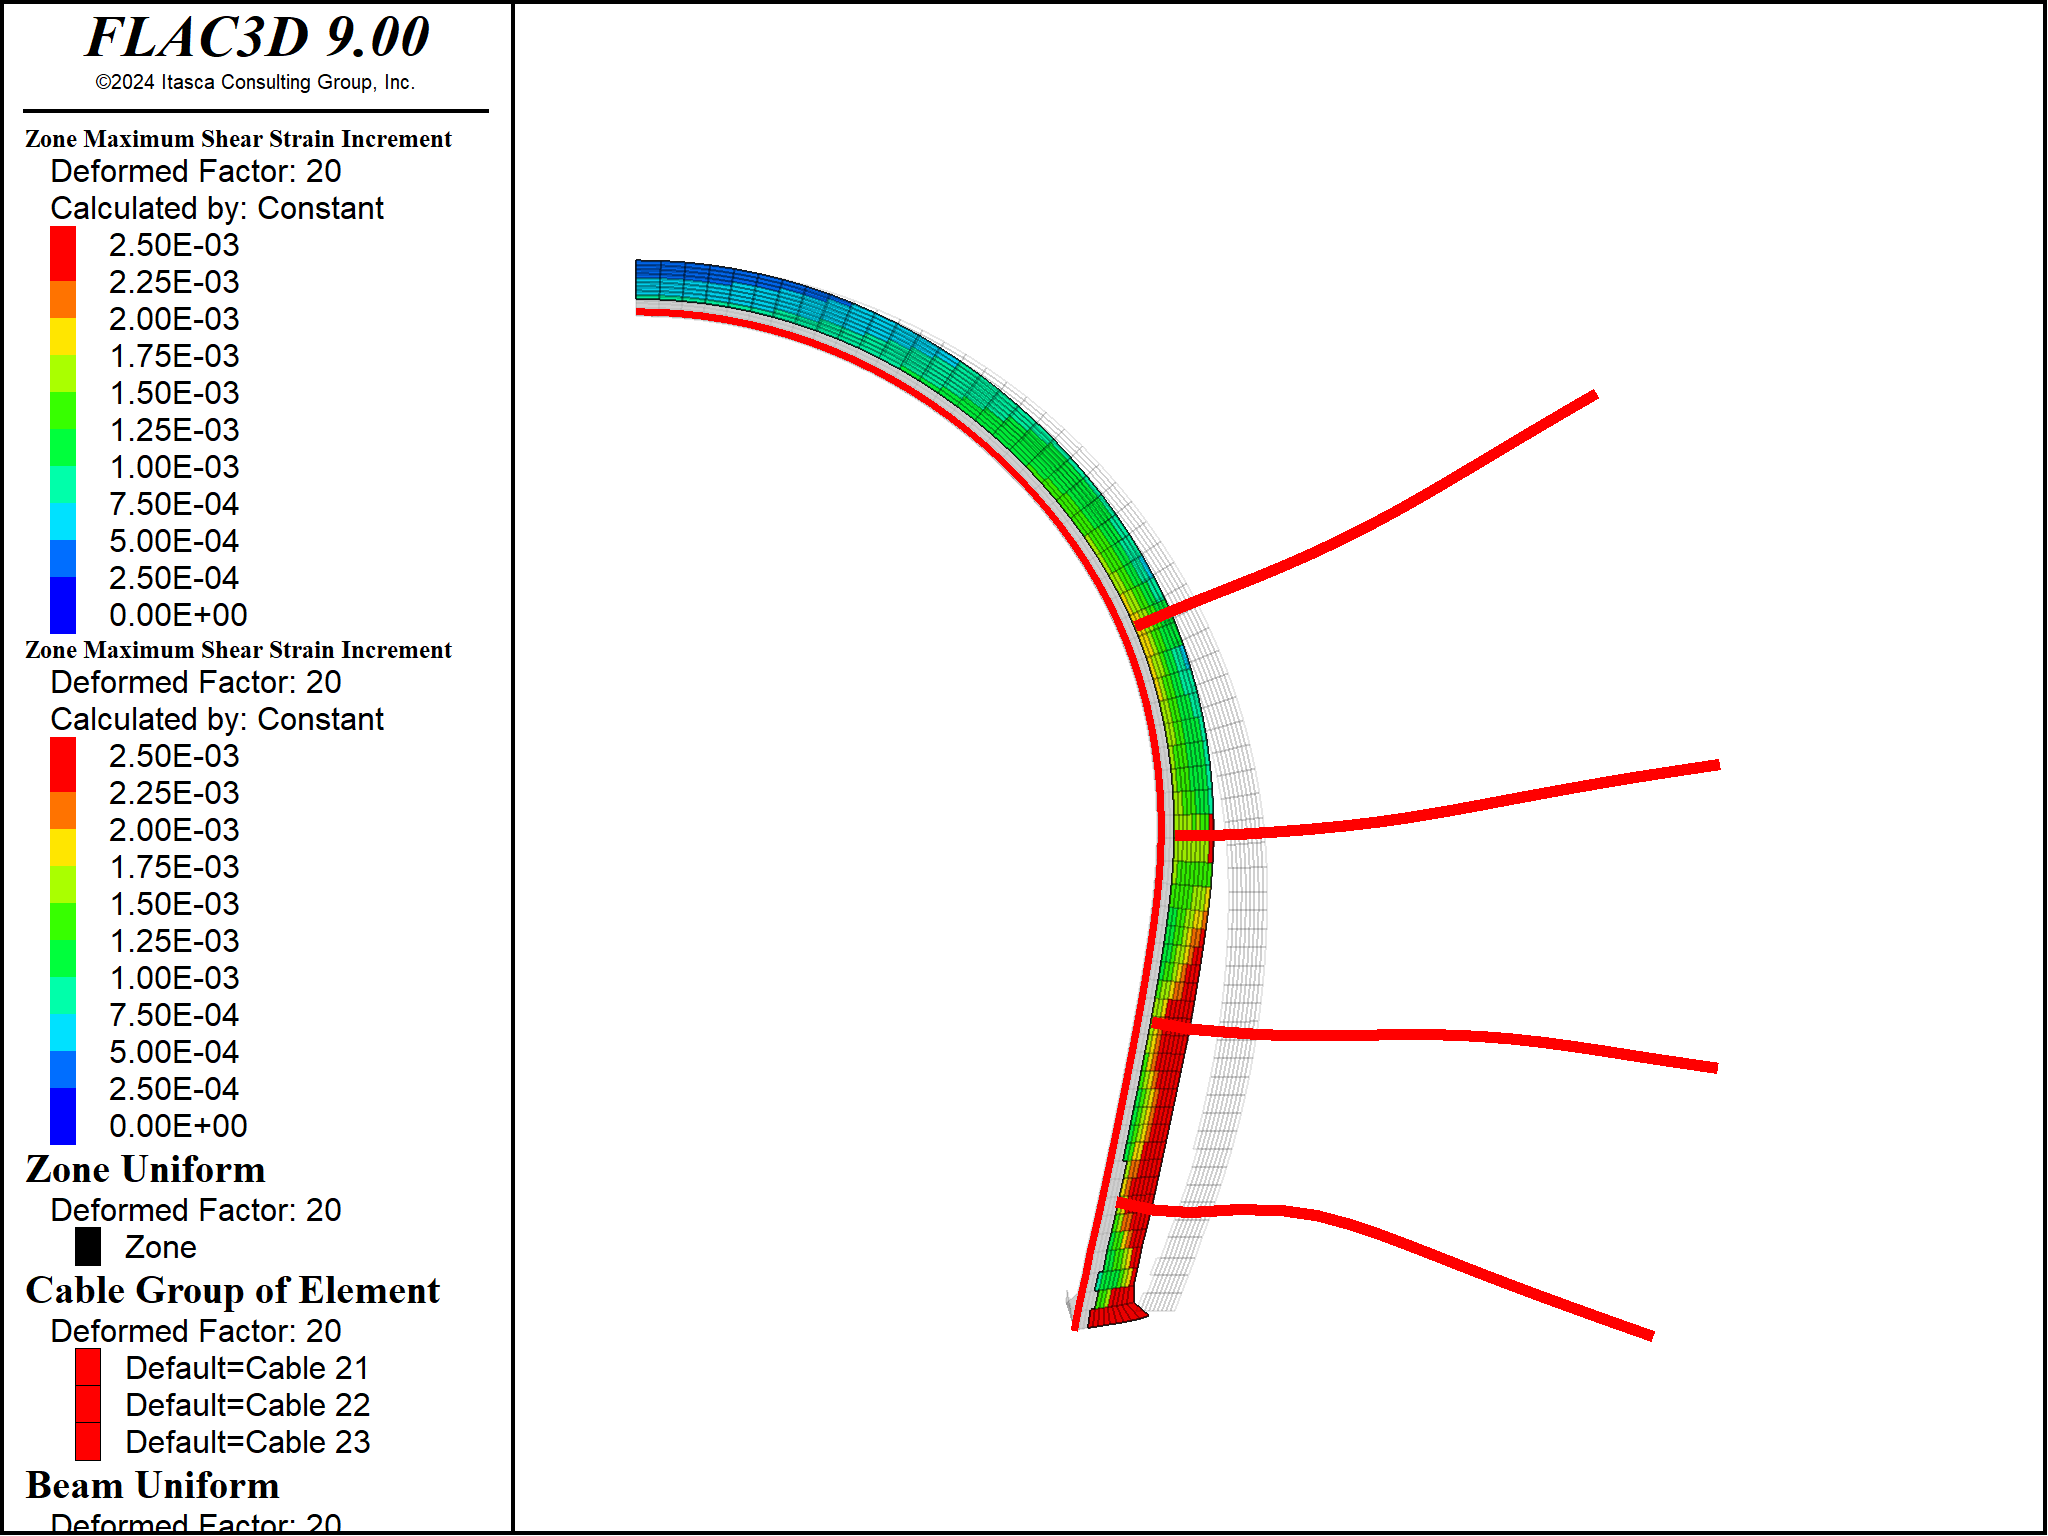 FLAC3D 9.00
©2024 Itasca Consulting Group, Inc.
Zone Maximum Shear Strain Increment
Deformed Factor: 20
Calculated by: Constant
2.50E-03
2.25E-03
2.00E-03
1.75E-03
1.50E-03
1.25E-03
1.00E-03
7.50E-04
5.00E-04
2.50E-04
0.00E+00
Zone Maximum Shear Strain Increment
Deformed Factor: 20
Calculated by: Constant
2.50E-03
2.25E-03
2.00E-03
1.75E-03
1.50E-03
1.25E-03
1.00E-03
7.50E-04
5.00E-04
2.50E-04
0.00E+00
Zone Uniform
Deformed Factor: 20
Zone
Cable Group of Element
Deformed Factor: 20
Default=Cable 21
Default=Cable 22
Default=Cable 23
Beam Uniform
Deformed Factor: 20